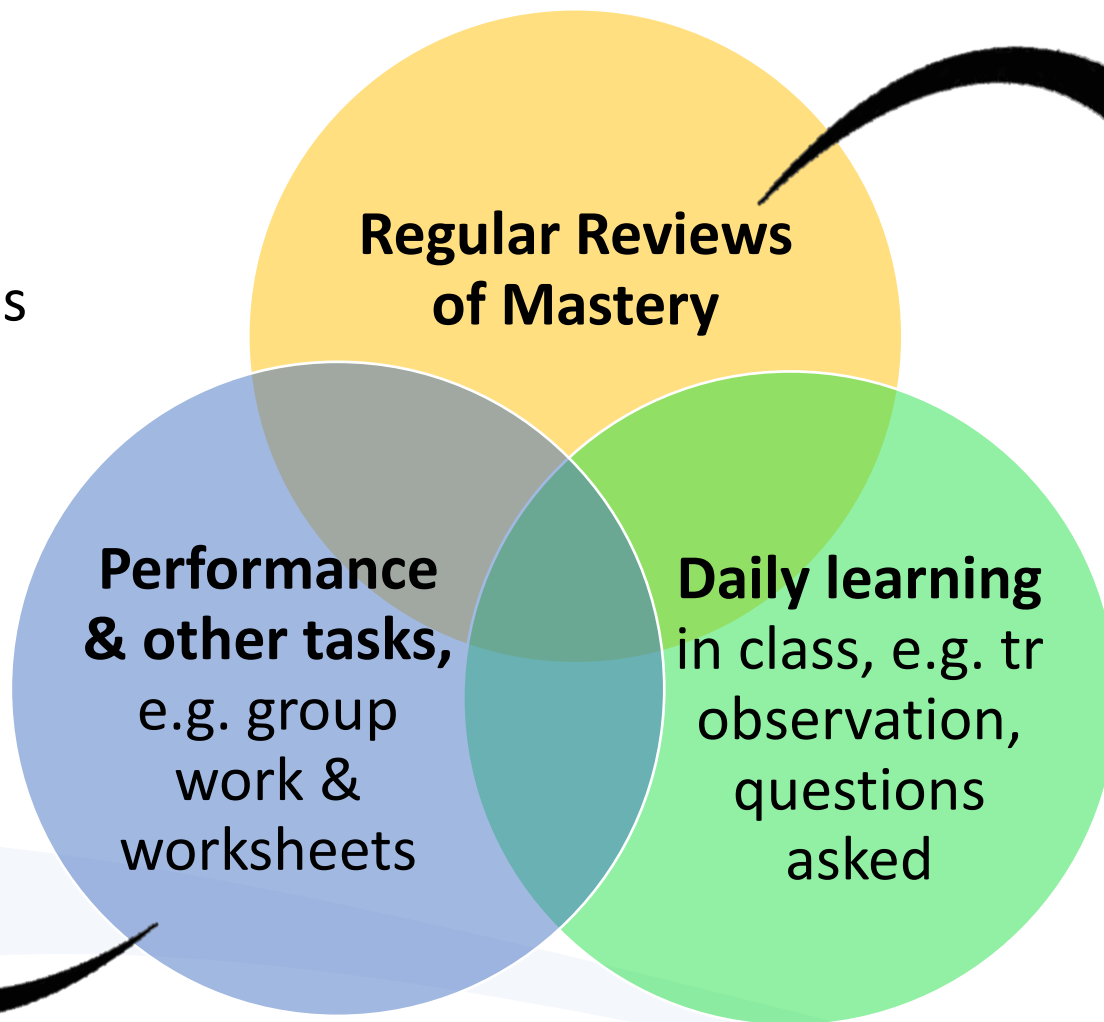 Regular Reviews
of Mastery
s
Performance
& other tasks,
e.g. group
work &
worksheets
Daily learning
in class, e.g. tr
observation,
questions
asked